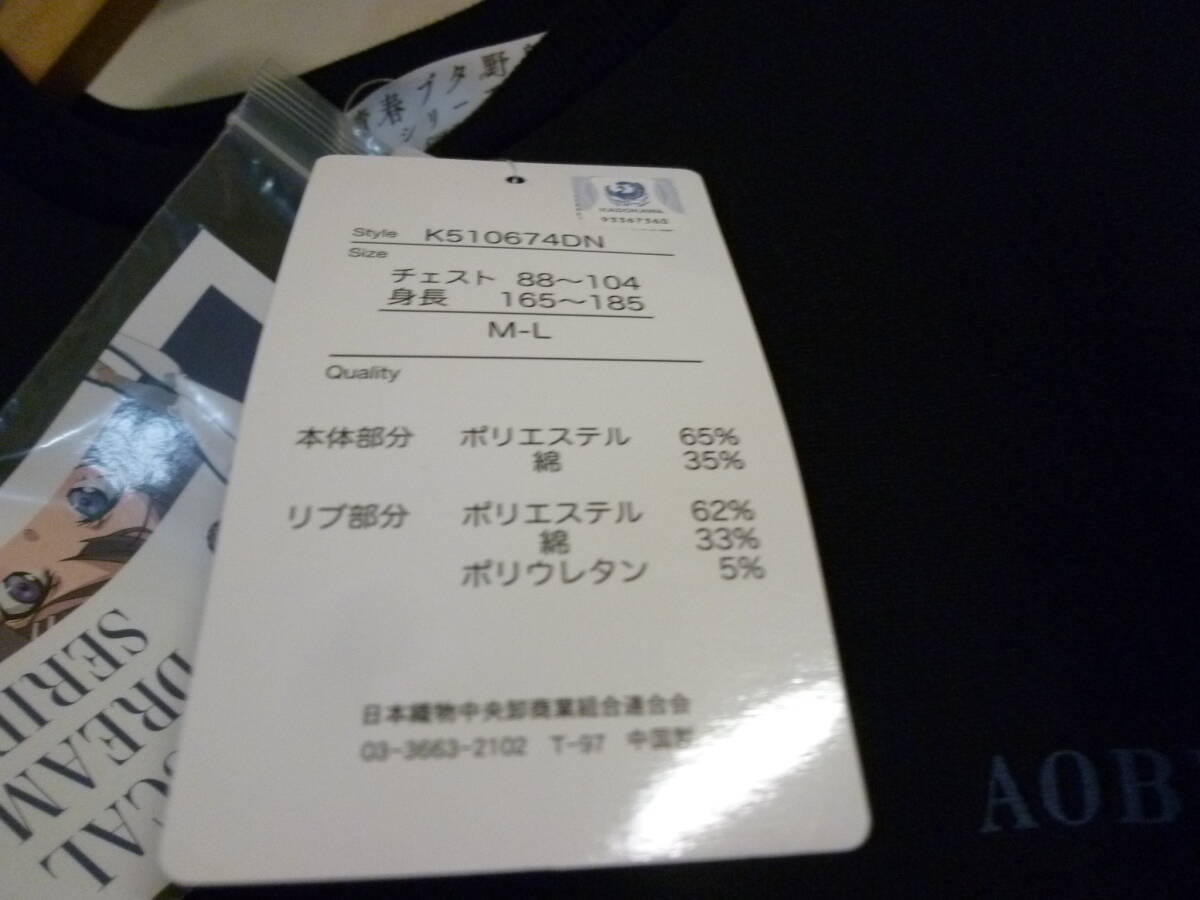 春ブタ野
シリー
KADOKAWA
93367360
Style K510674DN
Size
チェスト 88〜104
身長 165〜185
M-L
Quality
本体部分 ポリエステル 65%
綿 35%
リブ部分 ポリエステル 62%
綿 33%
ポリウレタン 5%
日本織物中央卸商業組合連合会
03-3663-2102 T-97 中国製
CAL
DREAM
SERIE
AOB